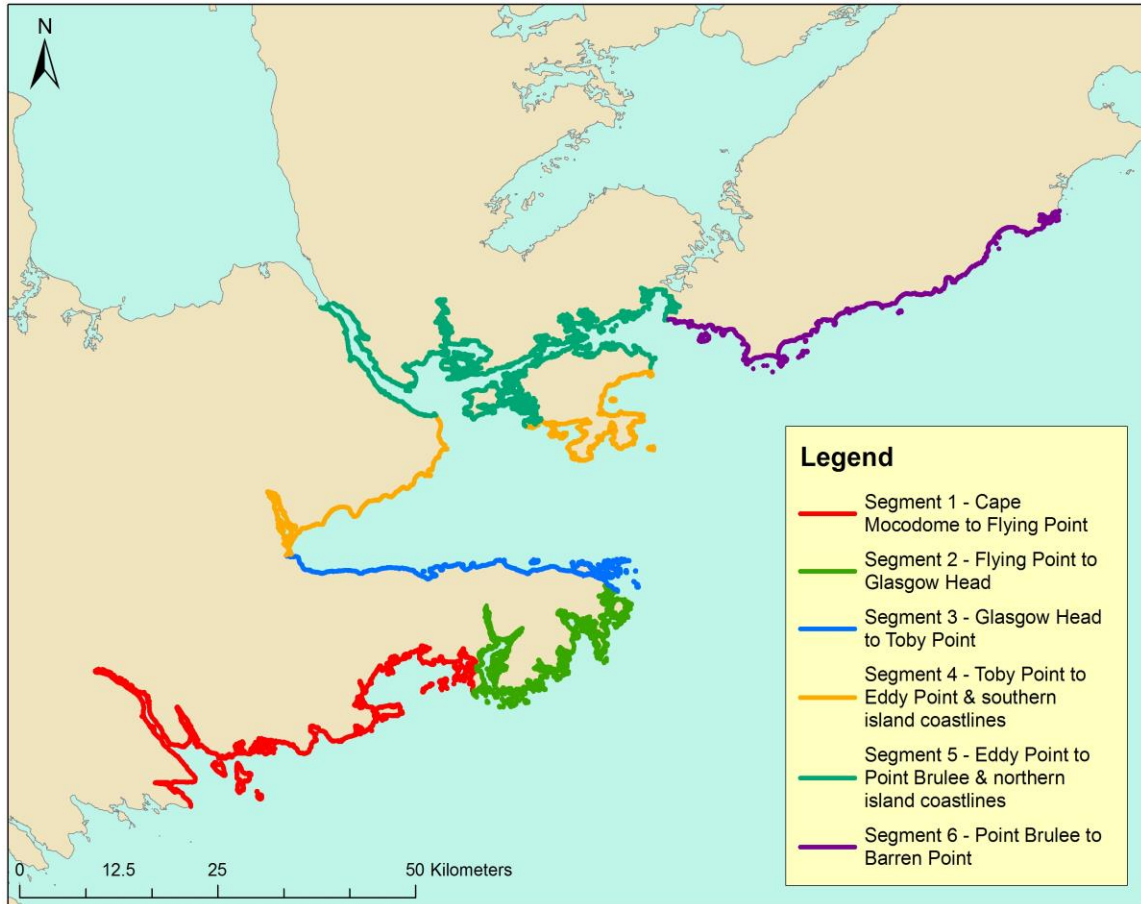 N
Legend
Segment 1 - Cape
Mocodome to Flying Point
Segment 2 - Flying Point to
Glasgow Head
Segment 3 - Glasgow Head
to Toby Point
Segment 4 - Toby Point to
Eddy Point & southern
island coastlines
Segment 5 - Eddy Point to
Point Brulee & northern
island coastlines
Segment 6 - Point Brulee to
Barren Point
0 12.5 25 50 Kilometers